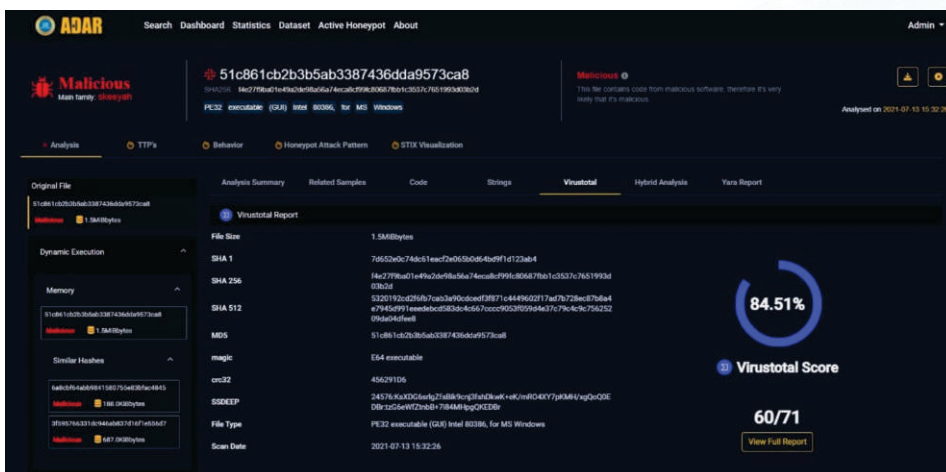 ADAR
Search Dashboard Statistics Dataset Active Honeypot About
Admin
Malicious
Main family: skeeyah
51c861cb2b3b5ab3387436dda9573ca8
SHA256
PE32 executable (GUI) Intel 80386, for MS Windows
Malicious
This file contains code from malicious software, therefore it's very
likely that it's malicious.
Analysed on 2021-07-13 15:32:26
Analysis TTP's Behavior Honeypot Attack Pattern STIX Visualization
Original File
51c861cb2b3b5ab3387436dda9573ca8
Malicious 1.5MiBbytes
Dynamic Execution
Memory
51c861cb2b3b5ab3387436dda9573ca8
Malicious 1.5MiBbytes
Similar Hashes
Malicious
Malicious
Analysis Summary Related Samples Code Strings Virustotal Hybrid Analysis Yara Report
Virustotal Report
File Size 1.5MiBbytes
SHA 1 7d652e0c74dc61eacf2e065b0d64bd9f1d123ab4
SHA 256 f4e27f9ba01e49a2de98a56a74eca8cf99fc80687fbb1c3537c7651993d
03b2d
SHA 512
09da04dfee8
MD5 51c861cb2b3b5ab3387436dda9573ca8
magic E64 executable
crc32 456291D6
SSDEEP
File Type PE32 executable (GUI) Intel 80386, for MS Windows
Scan Date 2021-07-13 15:32:26
84.51%
Virustotal Score
60/71
View Full Report